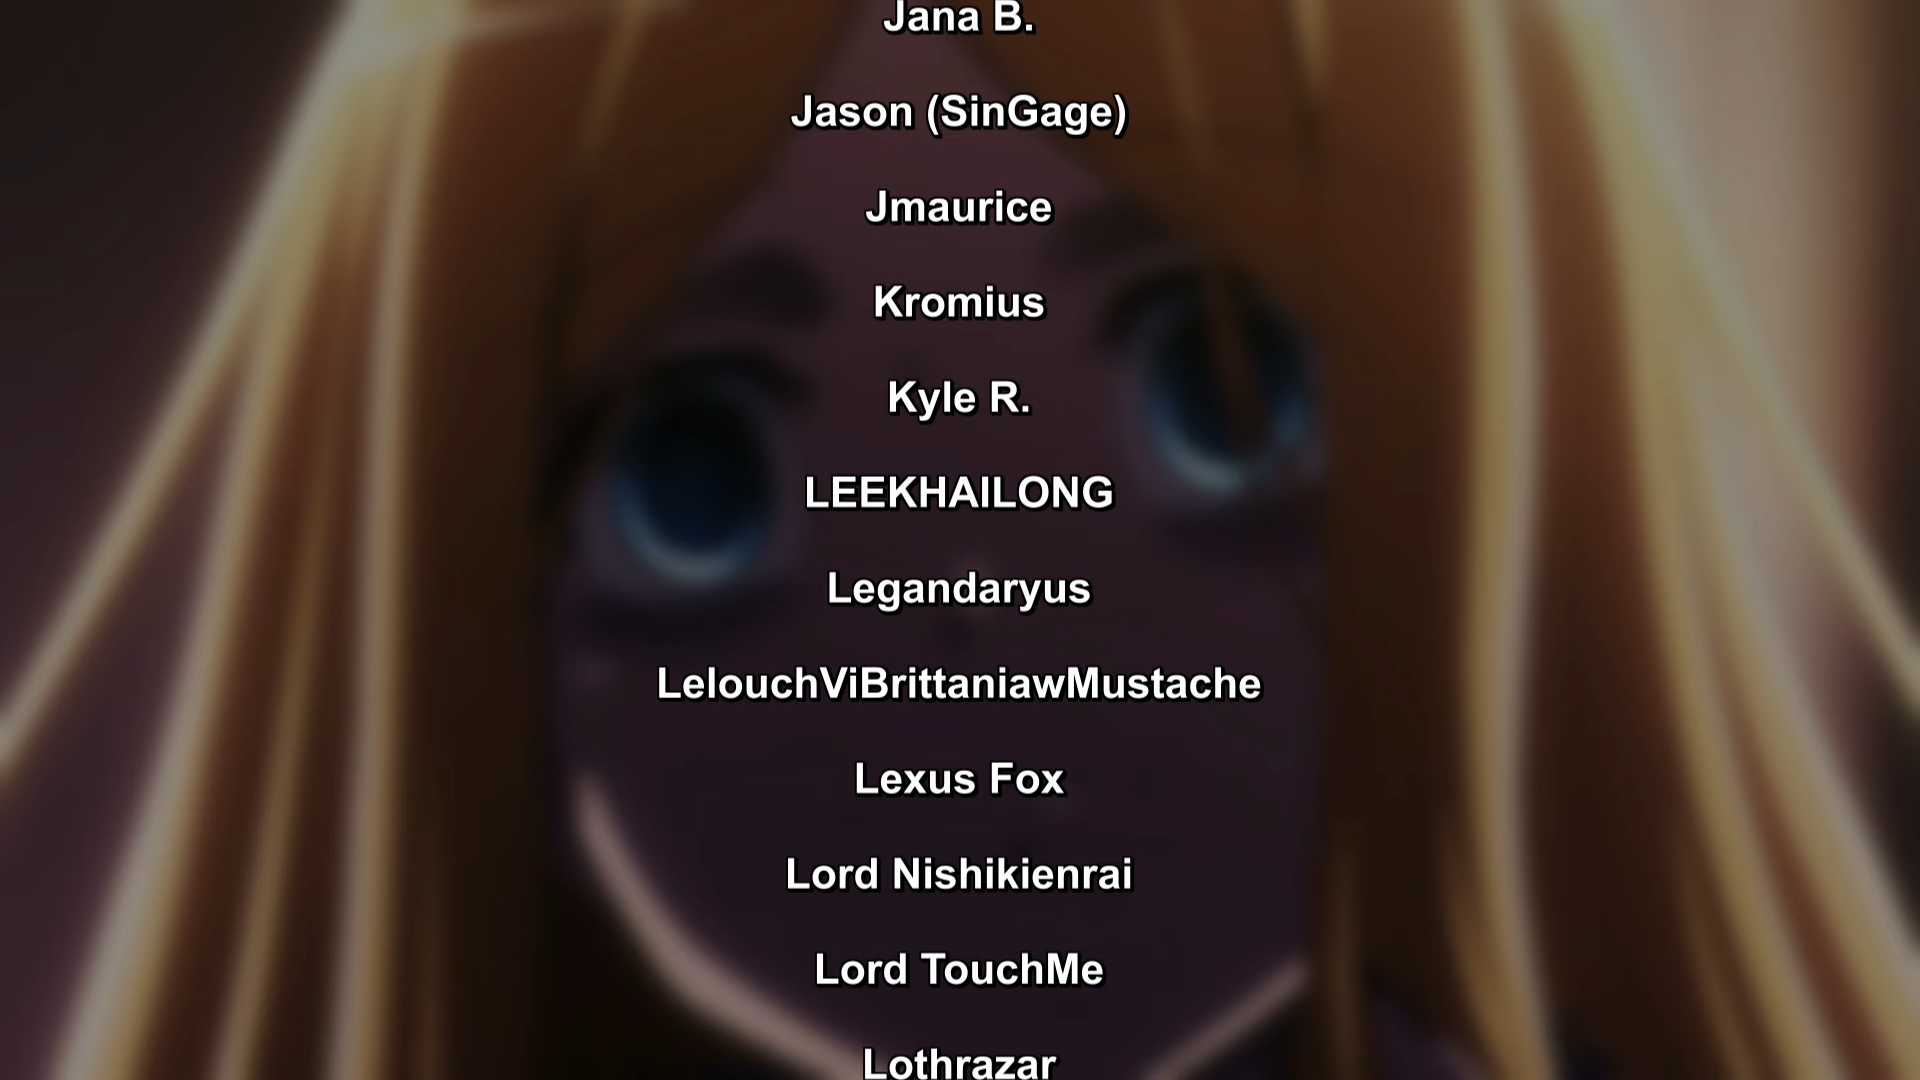 Jana B.
Jason (SinGage)
Jmaurice
Kromius
Kyle R.
LEEKHAILONG
Legandaryus
LelouchViBrittaniawMustache
Lexus Fox
Lord Nishikienrai
Lord TouchMe
Lothrazar